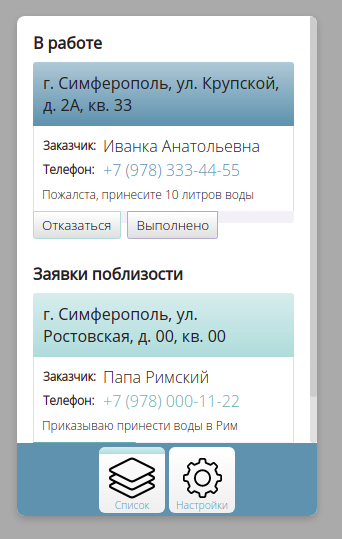 В работе
г. Симферополь, ул. Крупской,
д. 2А, кв. 33
Заказчик: Иванка Анатольевна
Телефон: +7 (978) 333-44-55
Пожалста, принесите 10 литров воды
Отказаться Выполнено
Заявки поблизости
г. Симферополь, ул.
Ростовская, д. 00, кв. 00
Заказчик: Папа Римский
Телефон: +7 (978) 000-11-22
Приказываю принести воды в Рим
Список Настройки